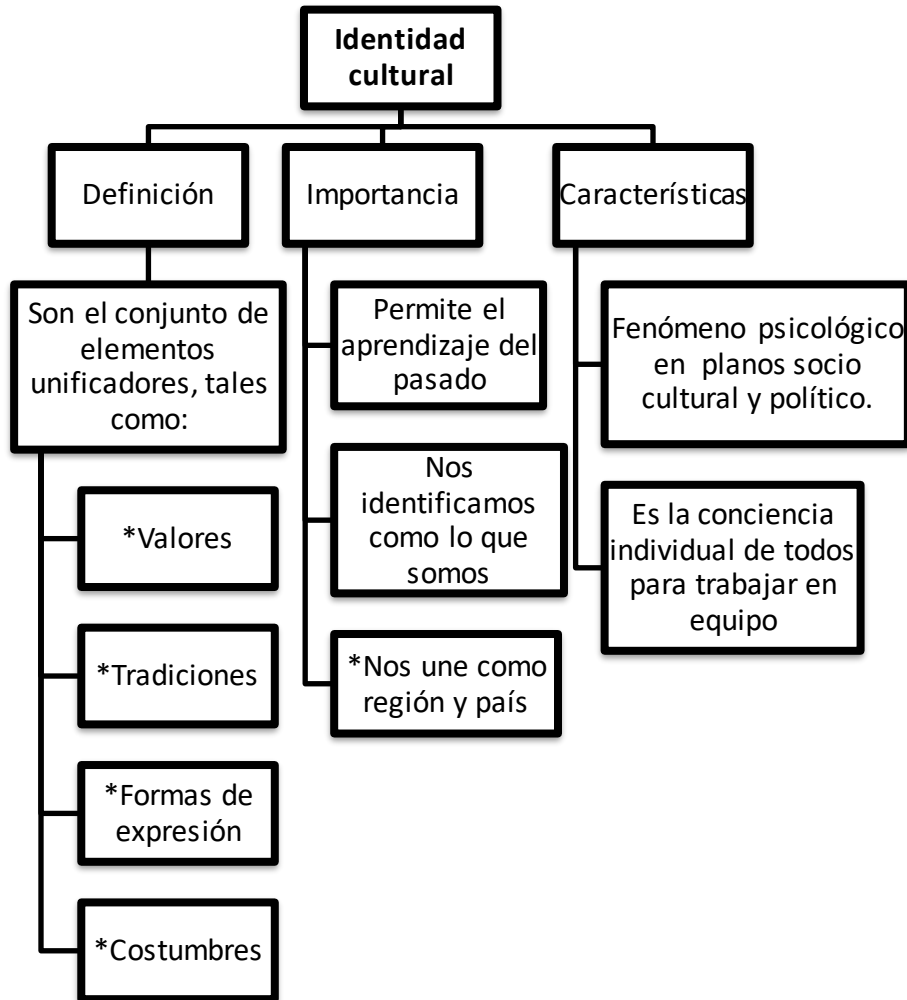 Identidad
cultural
Definición
Son el conjunto de
elementos
unificadores, tales
como:
*Valores
*Tradiciones
*Formas de
expresión
*Costumbres
Importancia
Permite el
aprendizaje del
pasado
Nos
identificamos
como lo que
somos
*Nos une como
región y país
Característícas
Fenómeno psicológico
en planos socio
cultural y político.
Es la conciencia
individual de todos
para trabajar en
equipo